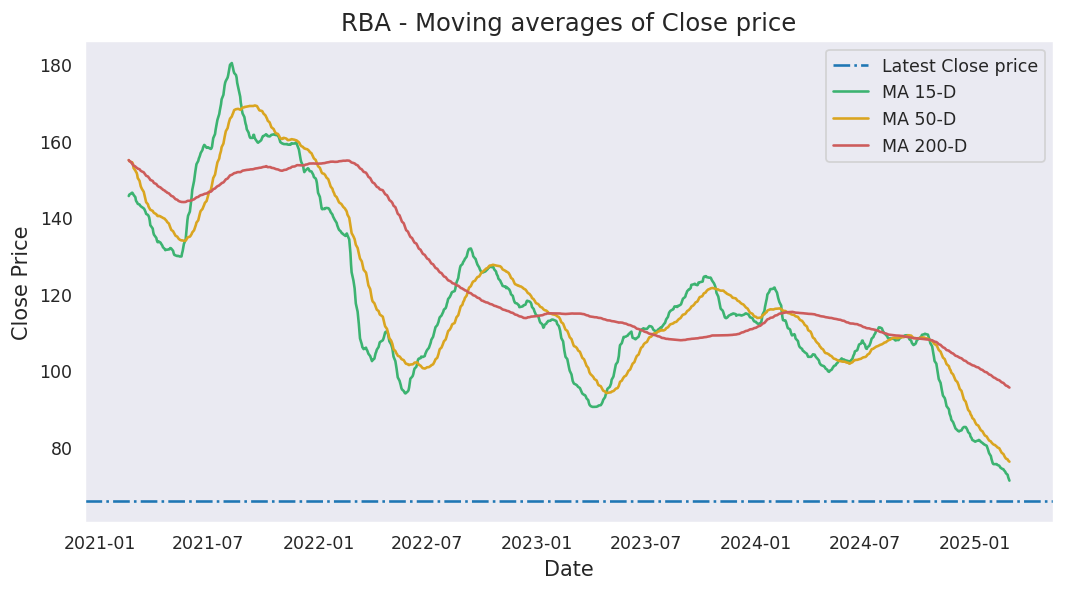 RBA - Moving averages of Close price
Latest Close price
MA 15-D
MA 50-D
MA 200-D
180
160
140
120
100
80
Close Price
2021-01 2021-07 2022-01 2022-07 2023-01 2023-07 2024-01 2024-07 2025-01
Date